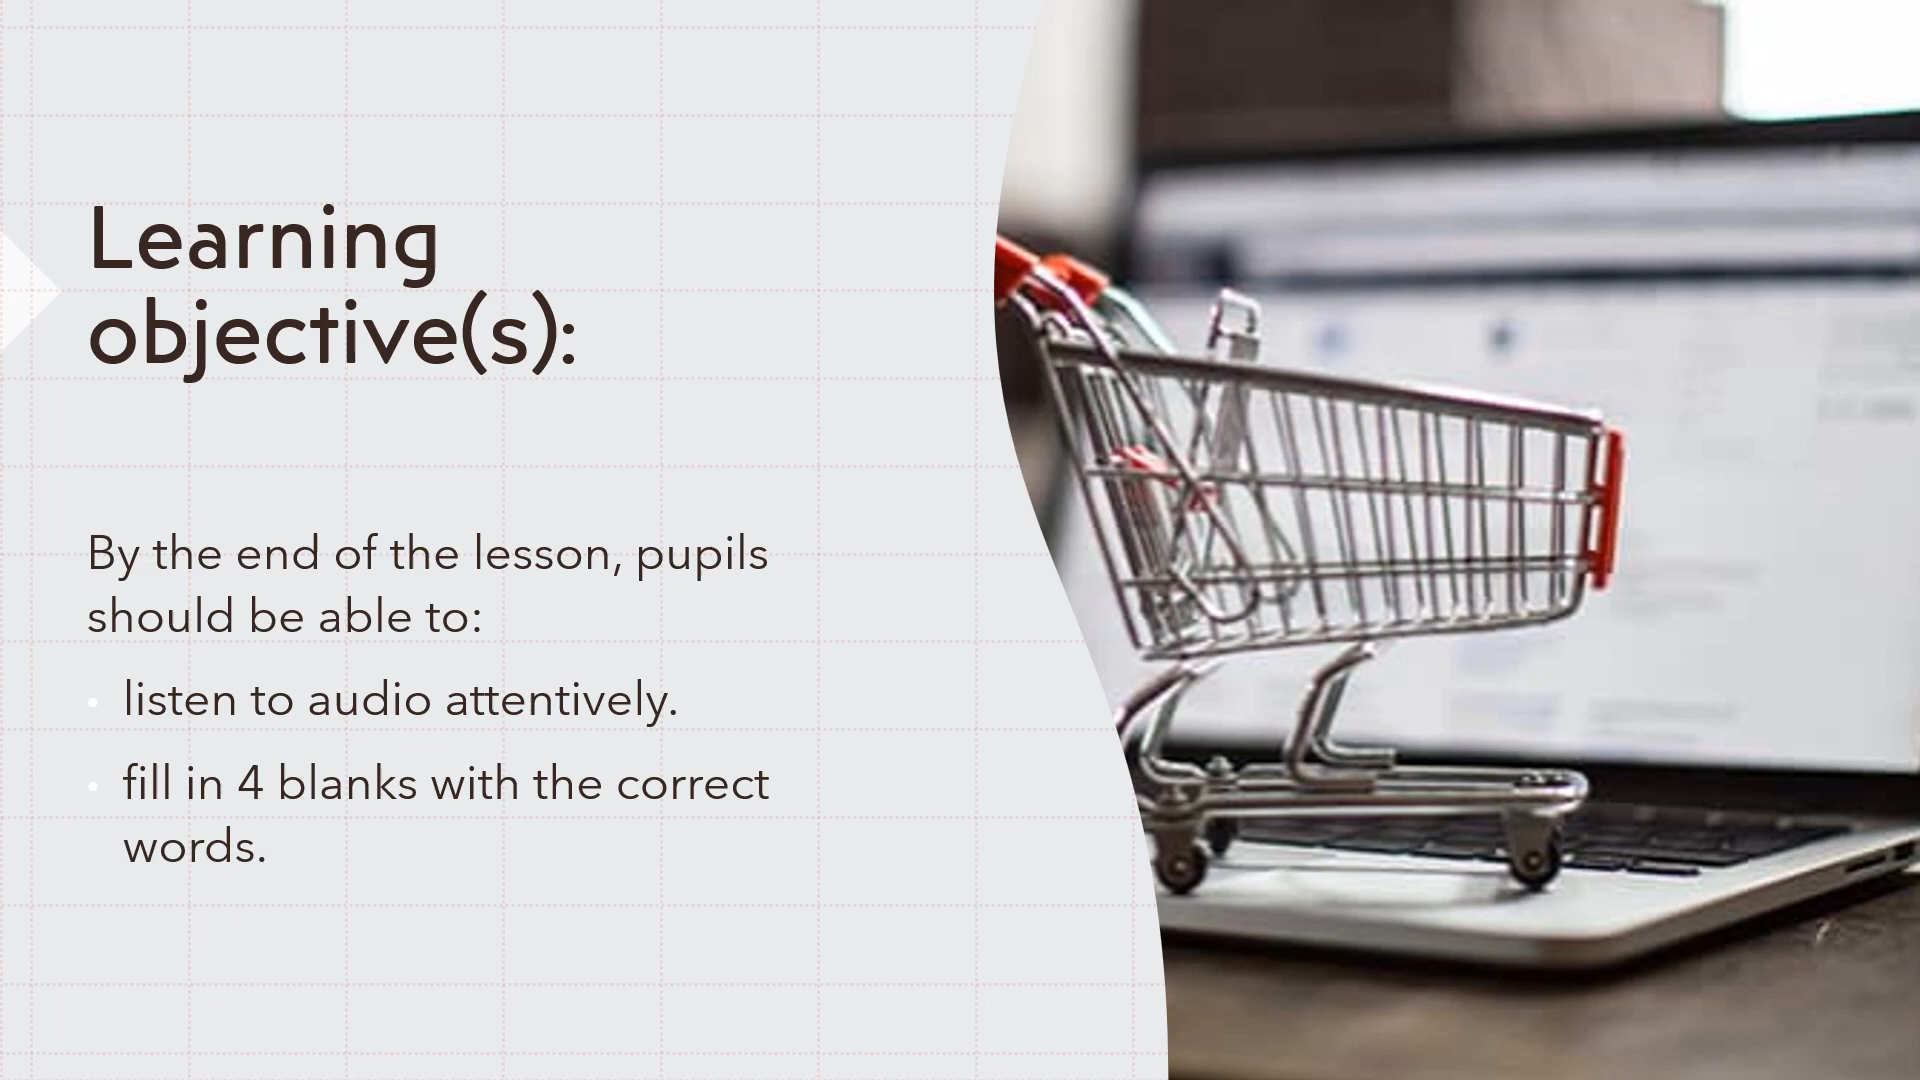 Learning
objective(s):
By the end of the lesson, pupils
should be able to:
• listen to audio attentively.
• fill in 4 blanks with the correct
words.